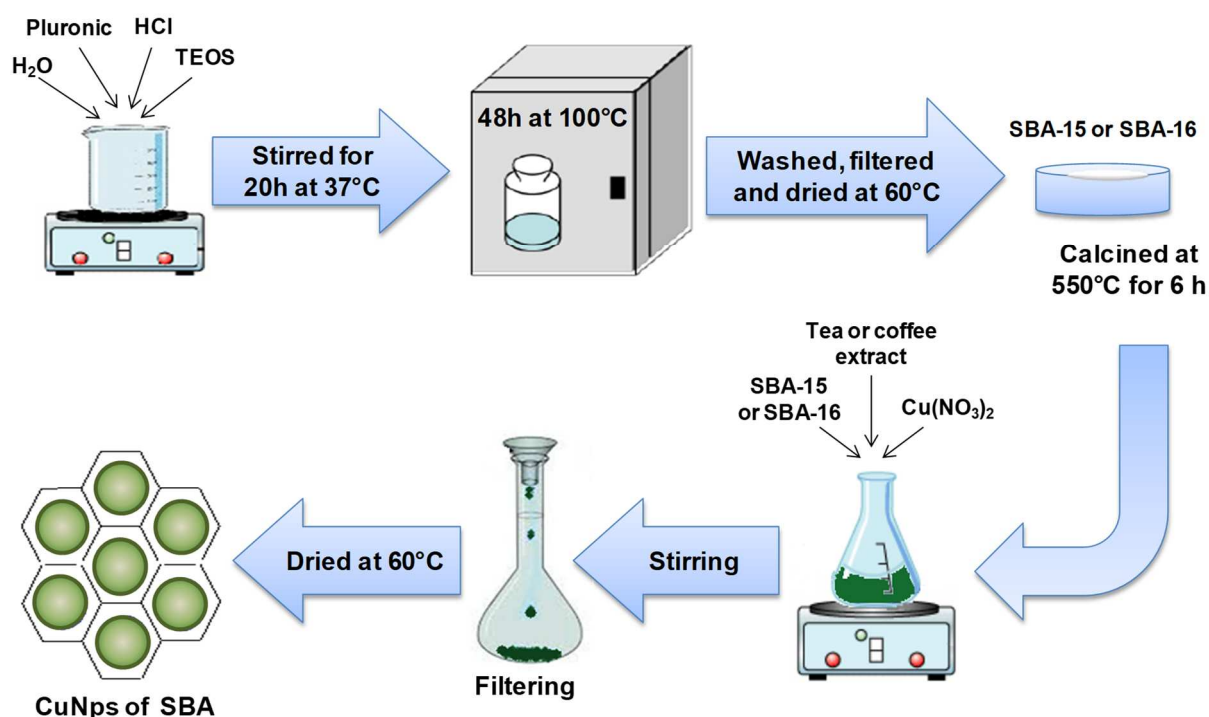 Pluronic
HCl
H₂O
TEOS
Stirred for
20h at 37°C
48h at 100°C
Washed, filtered
and dried at 60°C
SBA-15 or SBA-16
Calcined at
550°C for 6 h
Tea or coffee
extract
SBA-15
or SBA-16
Cu(NO₃)₂
Stirring
Filtering
Dried at 60°C
CuNps of SBA